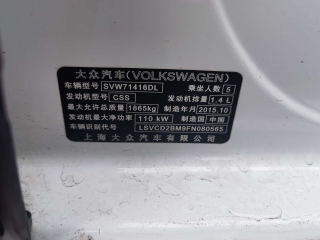 大众汽车(VOLKSWAGEN)
车辆型号 SVW71416DL 乘坐人数 5
发动机型号 CSS 发动机排量 1.4 L
最大允许总质量 1865kg 制造年月 2015.10
发动机最大净功率 110 kW 制造国 中国
车辆识别代号 LSVCD2BM9FN080565
上海大众汽车有限公司